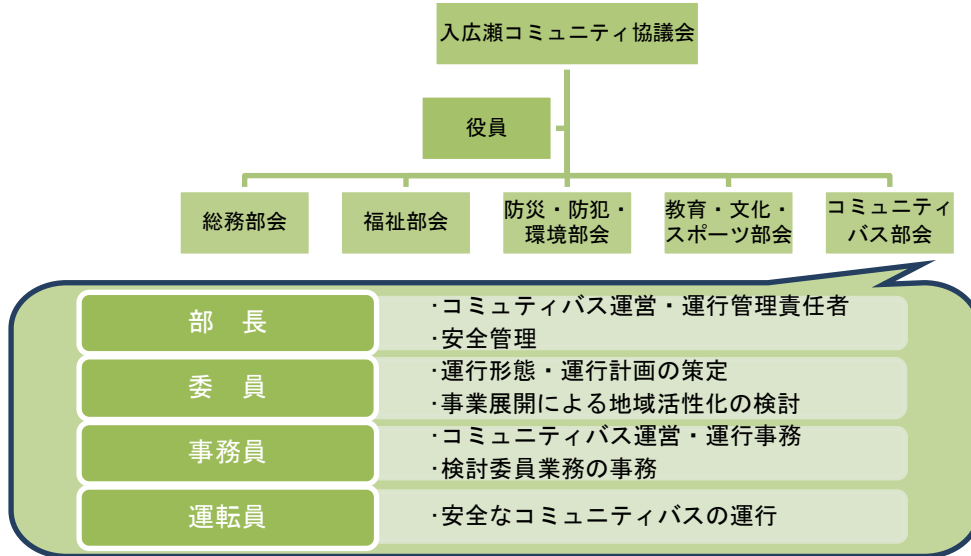 入広瀬コミュニティ協議会
役員
総務部会
福祉部会
防災・防犯・
環境部会
教育・文化・
スポーツ部会
コミュニティ
バス部会
部　長
・コミュティバス運営・運行管理責任者
・安全管理
委　員
・運行形態・運行計画の策定
・事業展開による地域活性化の検討
事務員
・コミュニティバス運営・運行事務
・検討委員業務の事務
運転員
・安全なコミュニティバスの運行